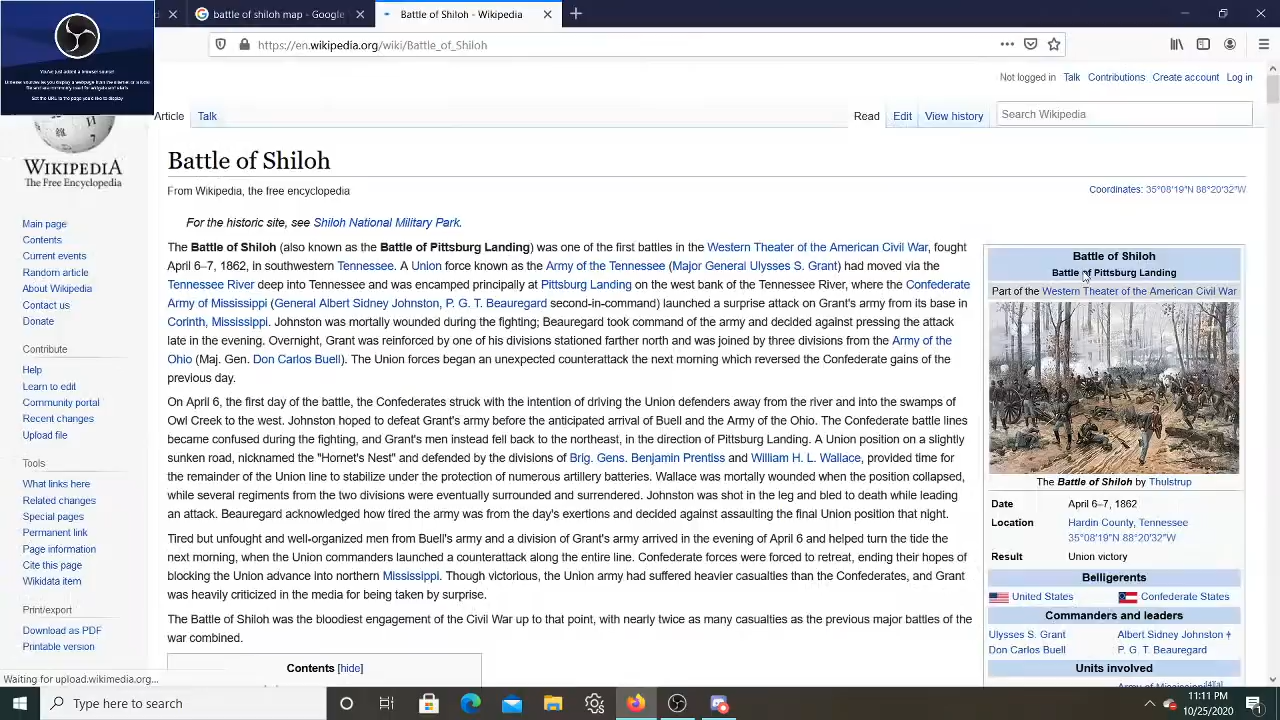 battle of shiloh map - Google
Battle of Shiloh - Wikipedia
https://en.wikipedia.org/wiki/Battle_of_Shiloh
You've just added a browser source!
Not logged in Talk Contributions Create account Log in
Article Talk Read Edit View history Search Wikipedia
WIKIPEDIA
The Free Encyclopedia
Main page
Contents
Current events
Random article
About Wikipedia
Contact us
Donate
Contribute
Help
Learn to edit
Community portal
Recent changes
Upload file
Tools
What links here
Related changes
Special pages
Permanent link
Page information
Cite this page
Wikidata item
Print/export
Download as PDF
Printable version
Battle of Shiloh
From Wikipedia, the free encyclopedia
Coordinates: 35°08′19″N 88°20′32″W
For the historic site, see Shiloh National Military Park.
The Battle of Shiloh (also known as the Battle of Pittsburg Landing) was one of the first battles in the Western Theater of the American Civil War, fought
April 6–7, 1862, in southwestern Tennessee. A Union force known as the Army of the Tennessee (Major General Ulysses S. Grant) had moved via the
Tennessee River deep into Tennessee and was encamped principally at Pittsburg Landing on the west bank of the Tennessee River, where the Confederate
Army of Mississippi (General Albert Sidney Johnston, P. G. T. Beauregard second-in-command) launched a surprise attack on Grant's army from its base in
Corinth, Mississippi. Johnston was mortally wounded during the fighting; Beauregard took command of the army and decided against pressing the attack
late in the evening. Overnight, Grant was reinforced by one of his divisions stationed farther north and was joined by three divisions from the Army of the
Ohio (Maj. Gen. Don Carlos Buell). The Union forces began an unexpected counterattack the next morning which reversed the Confederate gains of the
previous day.
On April 6, the first day of the battle, the Confederates struck with the intention of driving the Union defenders away from the river and into the swamps of
Owl Creek to the west. Johnston hoped to defeat Grant's army before the anticipated arrival of Buell and the Army of the Ohio. The Confederate battle lines
became confused during the fighting, and Grant's men instead fell back to the northeast, in the direction of Pittsburg Landing. A Union position on a slightly
sunken road, nicknamed the "Hornet's Nest" and defended by the divisions of Brig. Gens. Benjamin Prentiss and William H. L. Wallace, provided time for
the remainder of the Union line to stabilize under the protection of numerous artillery batteries. Wallace was mortally wounded when the position collapsed,
while several regiments from the two divisions were eventually surrounded and surrendered. Johnston was shot in the leg and bled to death while leading
an attack. Beauregard acknowledged how tired the army was from the day's exertions and decided against assaulting the final Union position that night.
Tired but unfought and well-organized men from Buell's army and a division of Grant's army arrived in the evening of April 6 and helped turn the tide the
next morning, when the Union commanders launched a counterattack along the entire line. Confederate forces were forced to retreat, ending their hopes of
blocking the Union advance into northern Mississippi. Though victorious, the Union army had suffered heavier casualties than the Confederates, and Grant
was heavily criticized in the media for being taken by surprise.
The Battle of Shiloh was the bloodiest engagement of the Civil War up to that point, with nearly twice as many casualties as the previous major battles of the
war combined.
Contents [hide]
Battle of Shiloh
Battle of Pittsburg Landing
Part of the Western Theater of the American Civil War
The Battle of Shiloh by Thulstrup
Date April 6–7, 1862
Location Hardin County, Tennessee
35°08′19″N 88°20′32″W
Result Union victory
Belligerents
United States Confederate States
Commanders and leaders
Ulysses S. Grant Albert Sidney Johnston †
Don Carlos Buell P. G. T. Beauregard
Units involved
Waiting for upload.wikimedia.org...
Type here to search
11:11 PM
10/25/2020